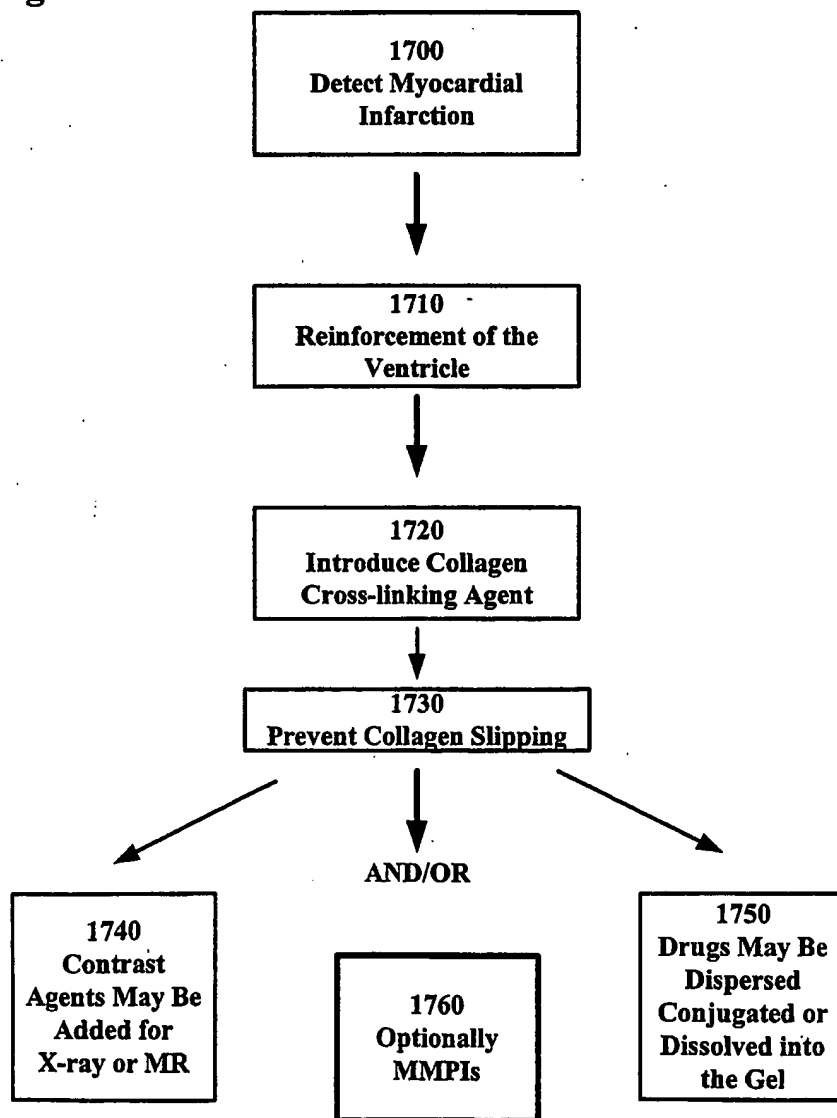 g
1700
Detect Myocardial
Infarction
1710
Reinforcement of the
Ventricle
1720
Introduce Collagen
Cross-linking Agent
1730
Prevent Collagen Slipping
AND/OR
1740
Contrast
Agents May Be
Added for
X-ray or MR
1760
Optionally
MMPIs
1750
Drugs May Be
Dispersed
Conjugated or
Dissolved into
the Gel